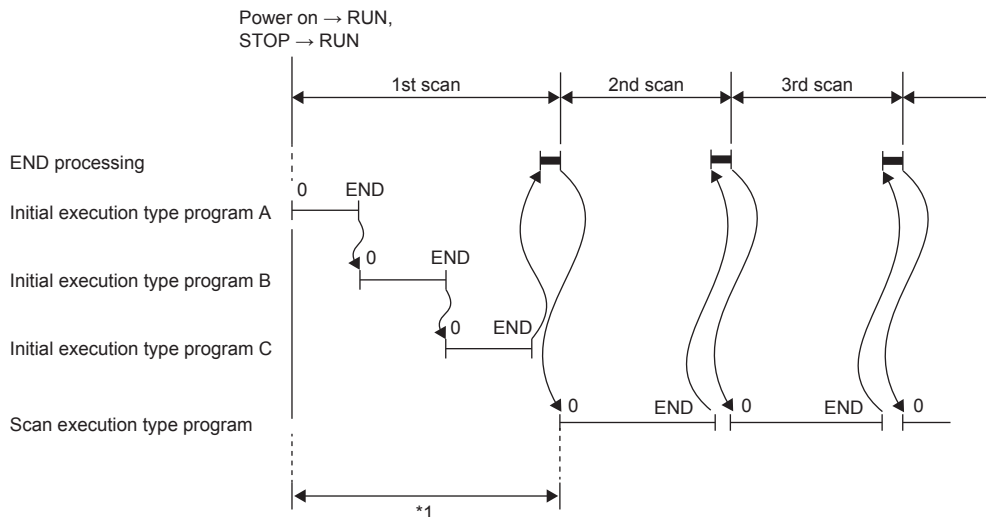 Power on → RUN,
STOP → RUN
1st scan
2nd scan
3rd scan
END processing
0
END
Initial execution type program A
0
END
Initial execution type program B
0
END
Initial execution type program C
0
END
0
END
0
Scan execution type program
*1